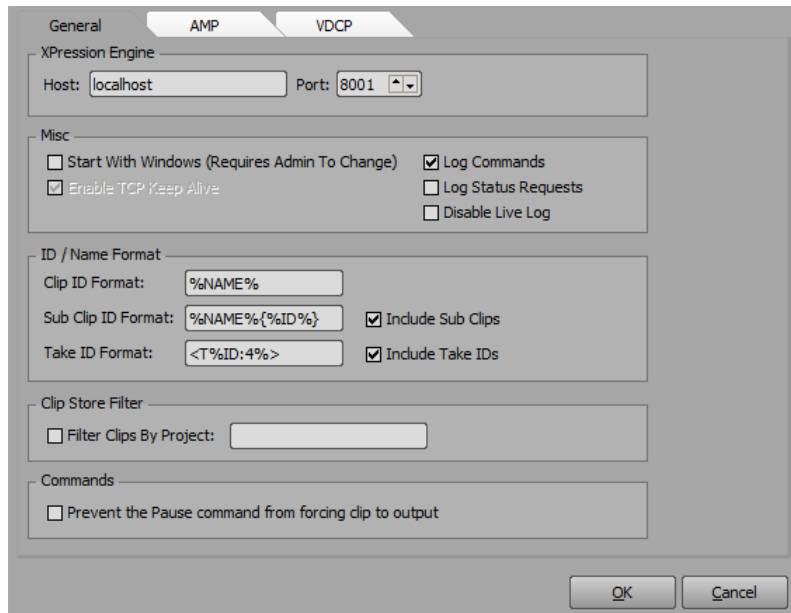 General AMP VDCP
XPression Engine
Host: localhost Port: 8001
Misc
Start With Windows (Requires Admin To Change) Log Commands
Enable TCP Keep Alive Log Status Requests
Disable Live Log
ID / Name Format
Clip ID Format: %NAME%
Sub Clip ID Format: %NAME%{%ID%} Include Sub Clips
Take ID Format: <T%ID:4%> Include Take IDs
Clip Store Filter
Filter Clips By Project:
Commands
Prevent the Pause command from forcing clip to output
OK Cancel